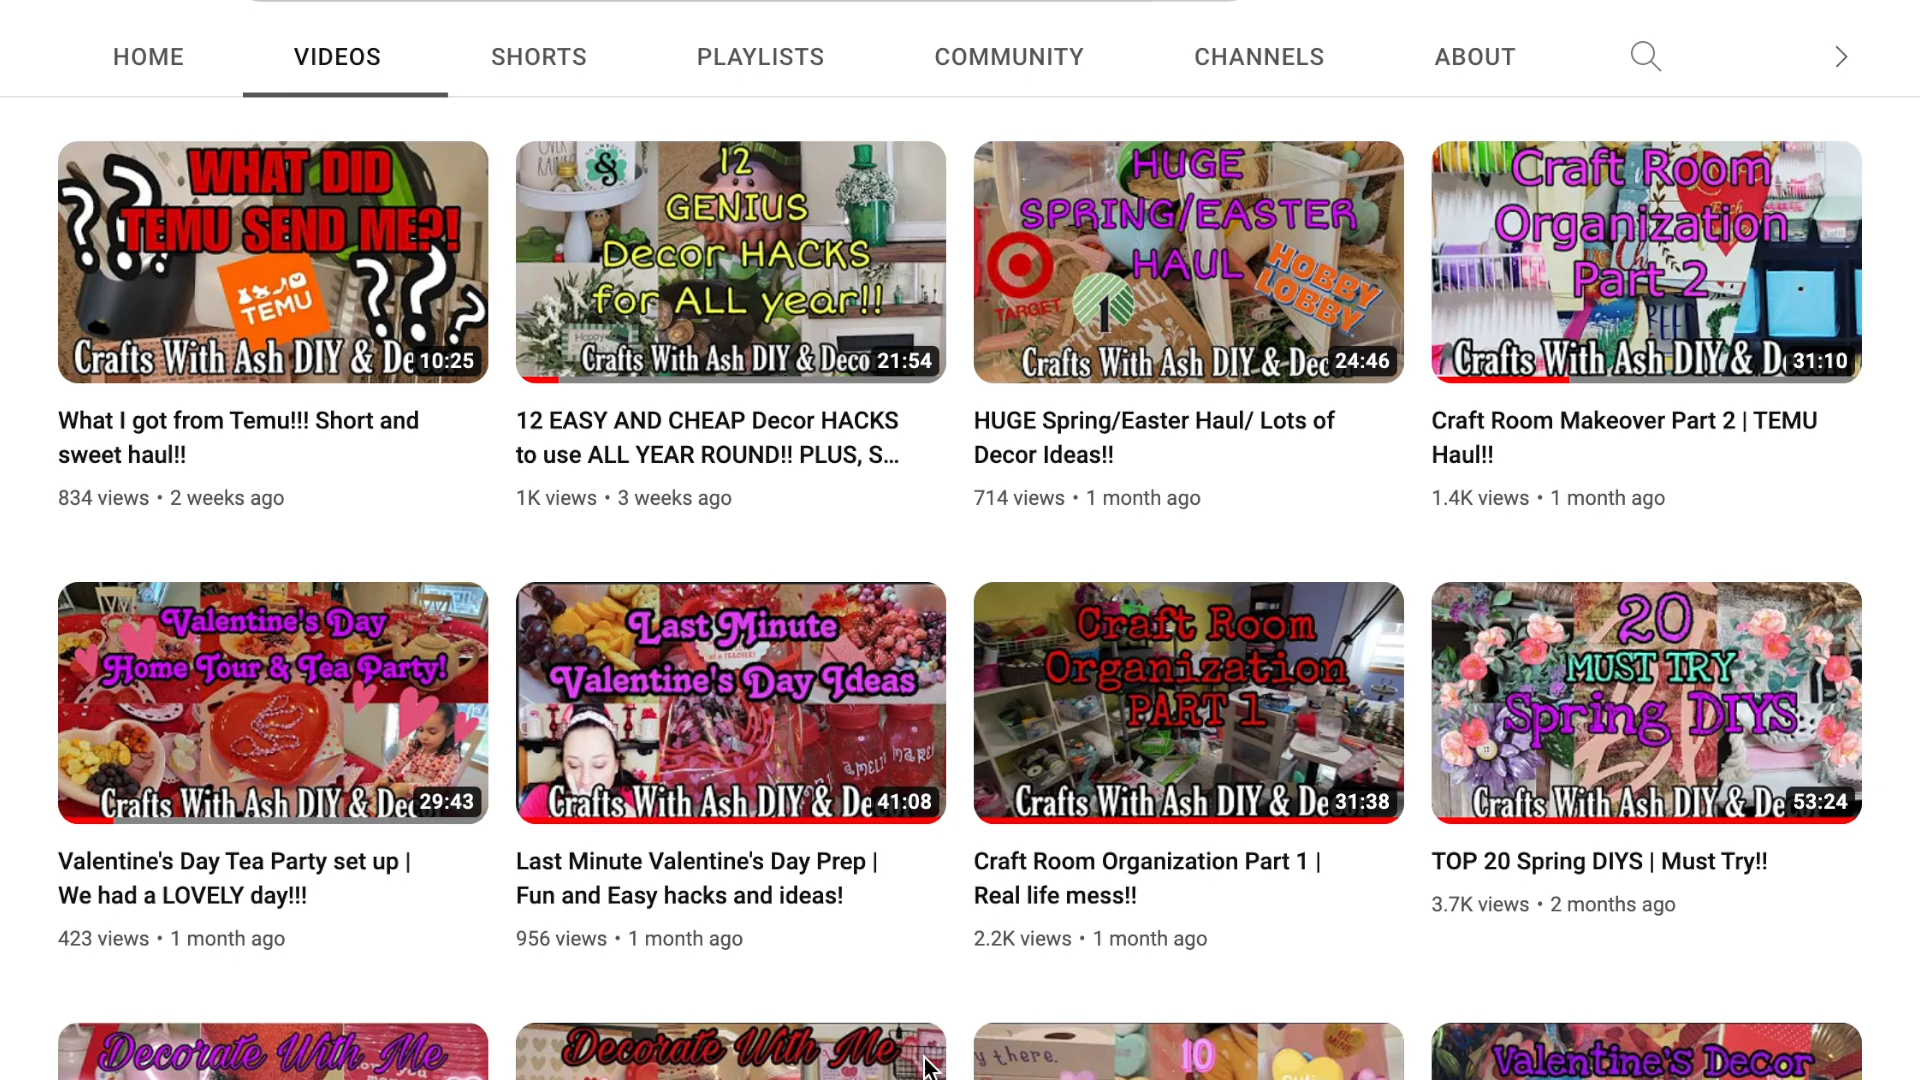 HOME VIDEOS SHORTS PLAYLISTS COMMUNITY CHANNELS ABOUT
WHAT DID
TEMU SEND ME?!
TEMU
Crafts With Ash DIY & De
10:25
What I got from Temu!!! Short and
sweet haul!!
834 views • 2 weeks ago
OVER
RAIN
&
12
GENIUS
Decor HACKS
for ALL year!!
Crafts With Ash DIY & Deco
21:54
12 EASY AND CHEAP Decor HACKS
to use ALL YEAR ROUND!! PLUS, S...
1K views • 3 weeks ago
HUGE
SPRING/EASTER
HAUL
TARGET
1
HOBBY
LOBBY
Crafts With Ash DIY & Dec
24:46
HUGE Spring/Easter Haul/ Lots of
Decor Ideas!!
714 views • 1 month ago
Craft Room
Organization
Part 2
Crafts With Ash DIY & D
31:10
Craft Room Makeover Part 2 | TEMU
Haul!!
1.4K views • 1 month ago
Valentine's Day
Home Tour & Tea Party!
Crafts With Ash DIY & Dec
29:43
Valentine's Day Tea Party set up |
We had a LOVELY day!!!
423 views • 1 month ago
Last Minute
Valentine's Day Ideas
Crafts With Ash DIY & De
41:08
Last Minute Valentine's Day Prep |
Fun and Easy hacks and ideas!
956 views • 1 month ago
Craft Room
Organization
PART 1
Crafts With Ash DIY & De
31:38
Craft Room Organization Part 1 |
Real life mess!!
2.2K views • 1 month ago
20
MUST TRY
Spring DIYS
Crafts With Ash DIY & De
53:24
TOP 20 Spring DIYS | Must Try!!
3.7K views • 2 months ago
Decorate With Me
Decorate With Me
y there.
10
BE
MINE
Valentine's Decor